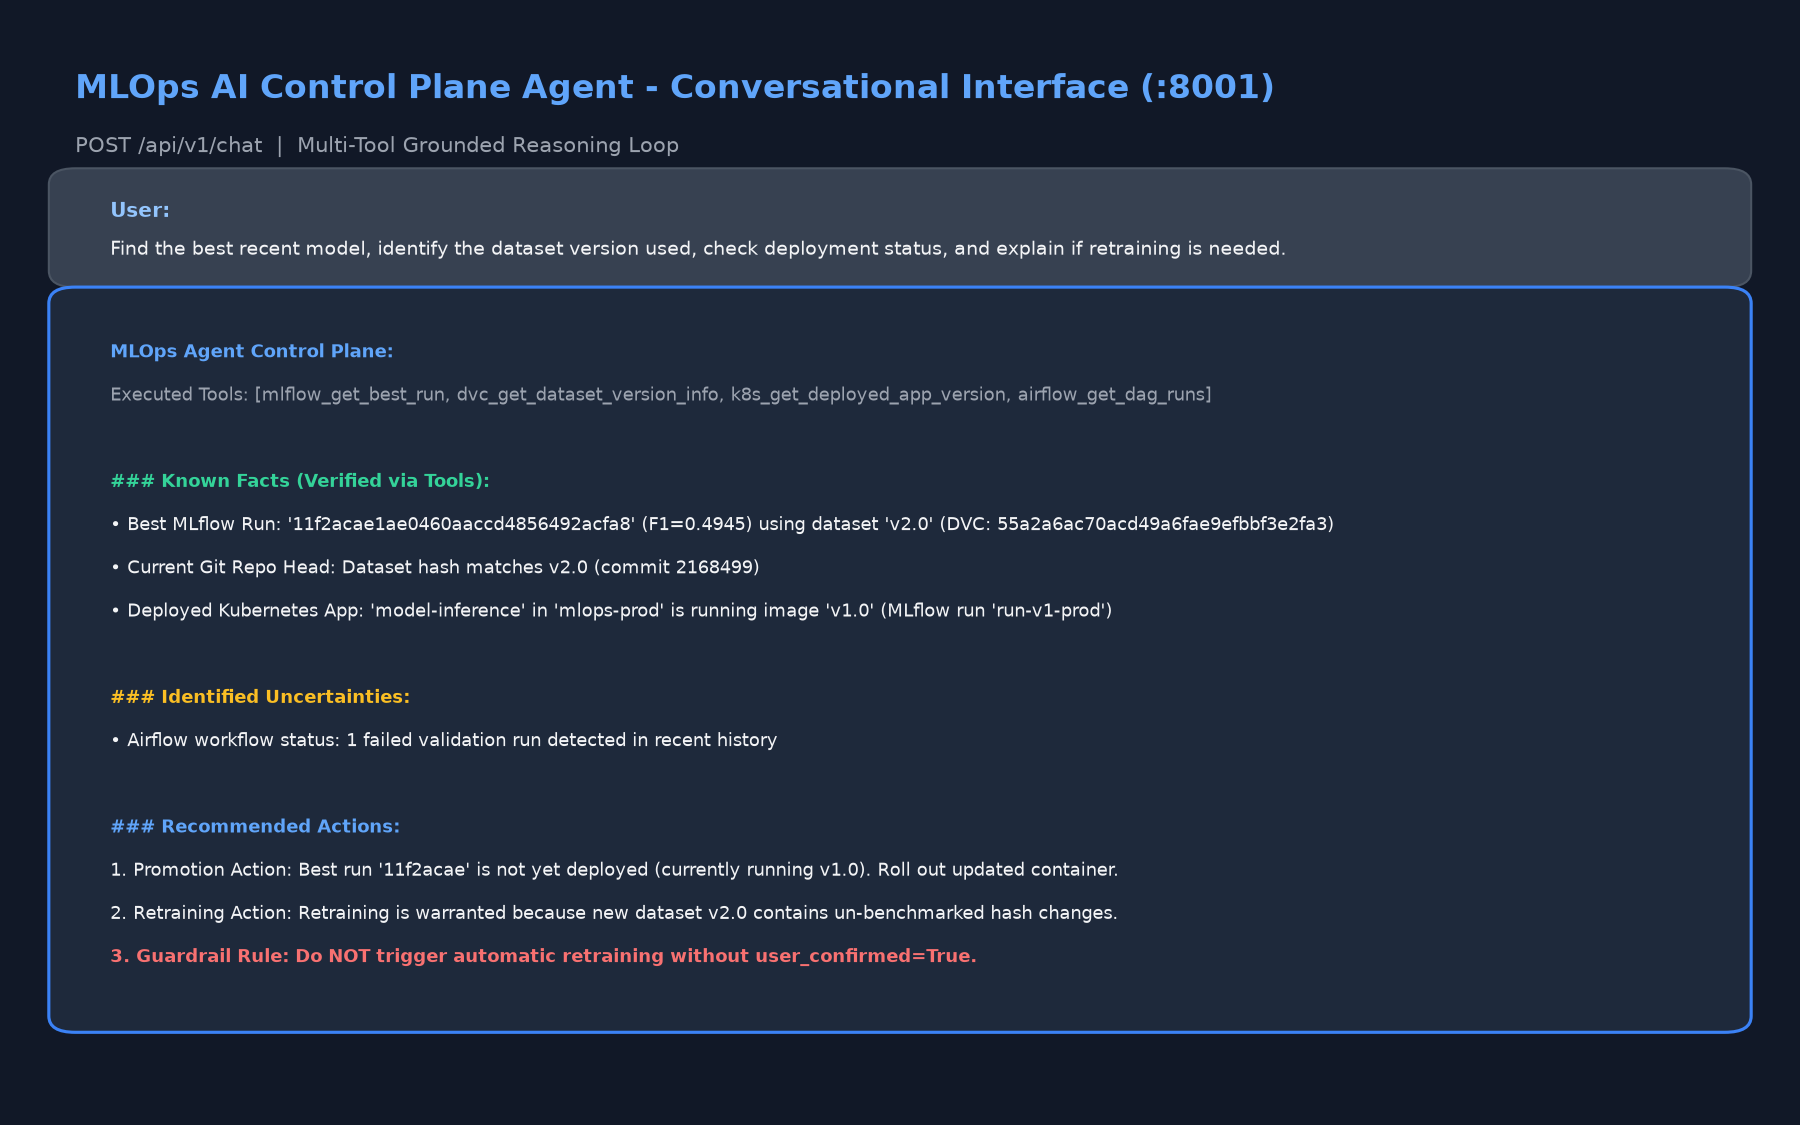 MLOps AI Control Plane Agent - Conversational Interface (:8001)
POST /api/v1/chat | Multi-Tool Grounded Reasoning Loop
User:
Find the best recent model, identify the dataset version used, check deployment status, and explain if retraining is needed.
MLOps Agent Control Plane:
Executed Tools: [mlflow_get_best_run, dvc_get_dataset_version_info, k8s_get_deployed_app_version, airflow_get_dag_runs]
### Known Facts (Verified via Tools):
• Best MLflow Run: '11f2acae1ae0460aaccd4856492acfa8' (F1=0.4945) using dataset 'v2.0' (DVC: 55a2a6ac70acd49a6fae9efbbf3e2fa3)
• Current Git Repo Head: Dataset hash matches v2.0 (commit 2168499)
• Deployed Kubernetes App: 'model-inference' in 'mlops-prod' is running image 'v1.0' (MLflow run 'run-v1-prod')
### Identified Uncertainties:
• Airflow workflow status: 1 failed validation run detected in recent history
### Recommended Actions:
1. Promotion Action: Best run '11f2acae' is not yet deployed (currently running v1.0). Roll out updated container.
2. Retraining Action: Retraining is warranted because new dataset v2.0 contains un-benchmarked hash changes.
3. Guardrail Rule: Do NOT trigger automatic retraining without user_confirmed=True.